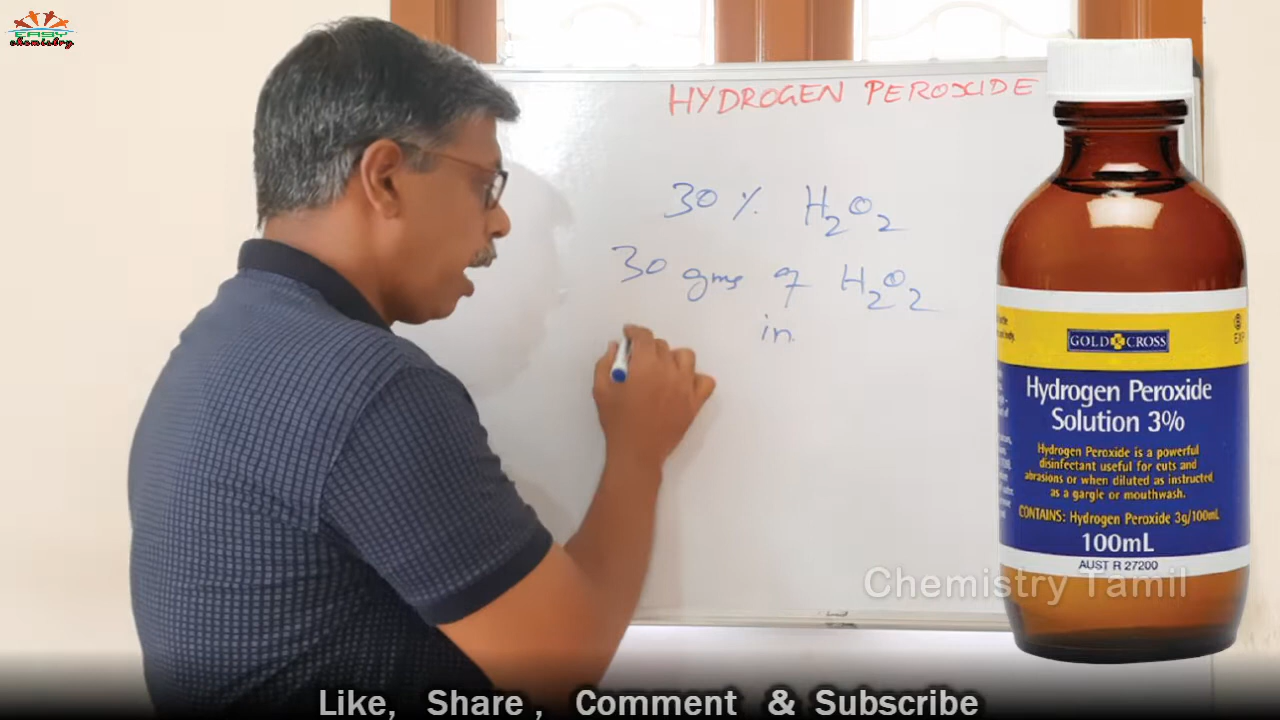 EASY
chemistry
HYDROGEN PEROXIDE
30 % H2O2
30 gms of H2O2
in
GOLD CROSS
Hydrogen Peroxide
Solution 3%
Hydrogen Peroxide is a powerful
disinfectant useful for cuts and
abrasions or when diluted as instructed
as a gargle or mouthwash.
CONTAINS: Hydrogen Peroxide 3g/100mL
100mL
AUST R 27200
Chemistry Tamil
Like, Share , Comment & Subscribe